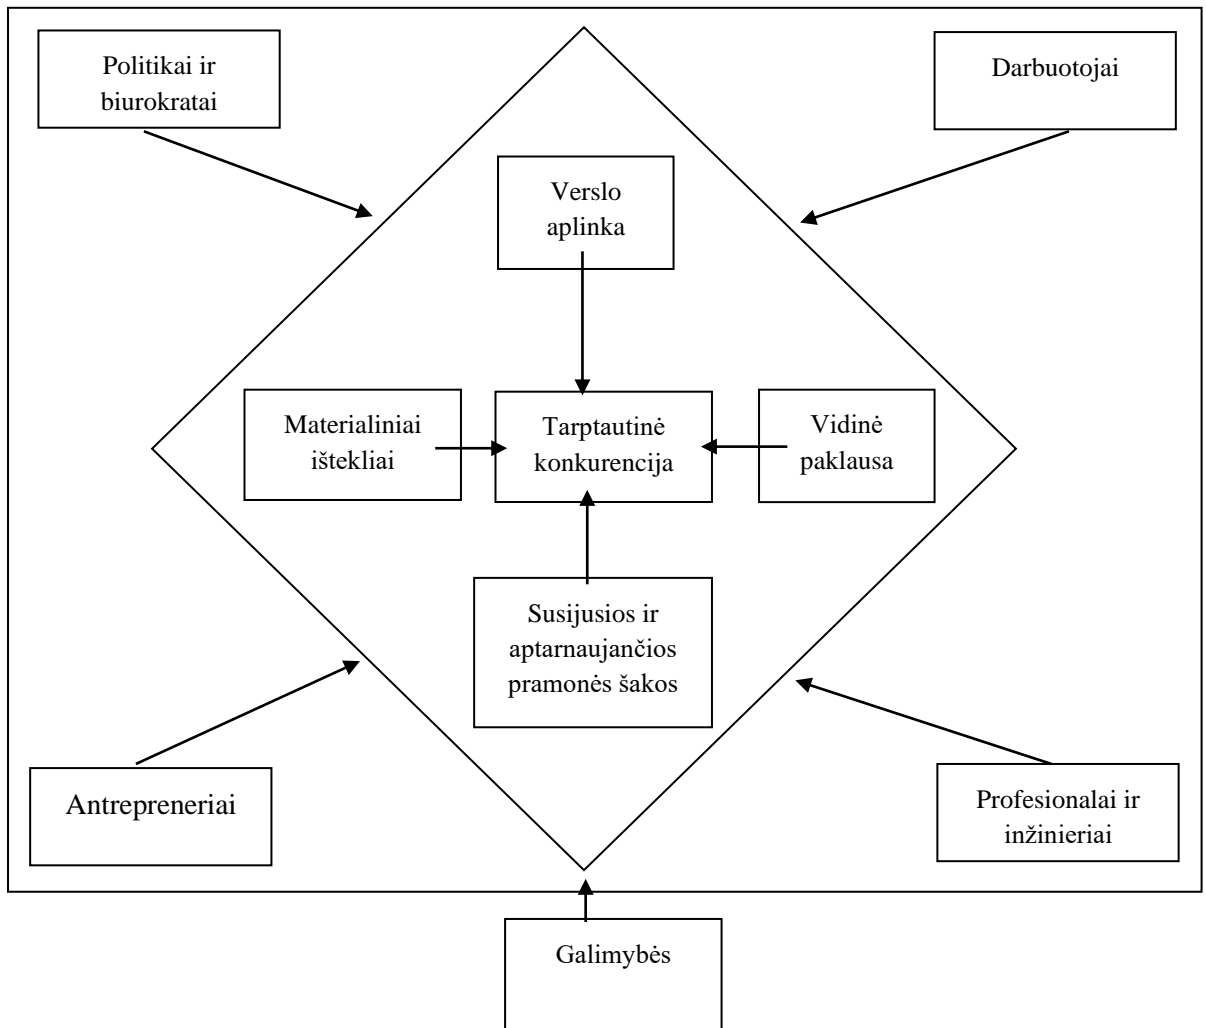 Politikai ir
biurokratai
Darbuotojai
Verslo
aplinka
Materialiniai
ištekliai
Tarptautinė
konkurencija
Vidinė
paklausa
Susijusios ir
aptarnaujančios
pramonės šakos
Antrepreneriai
Profesionalai ir
inžinieriai
Galimybės